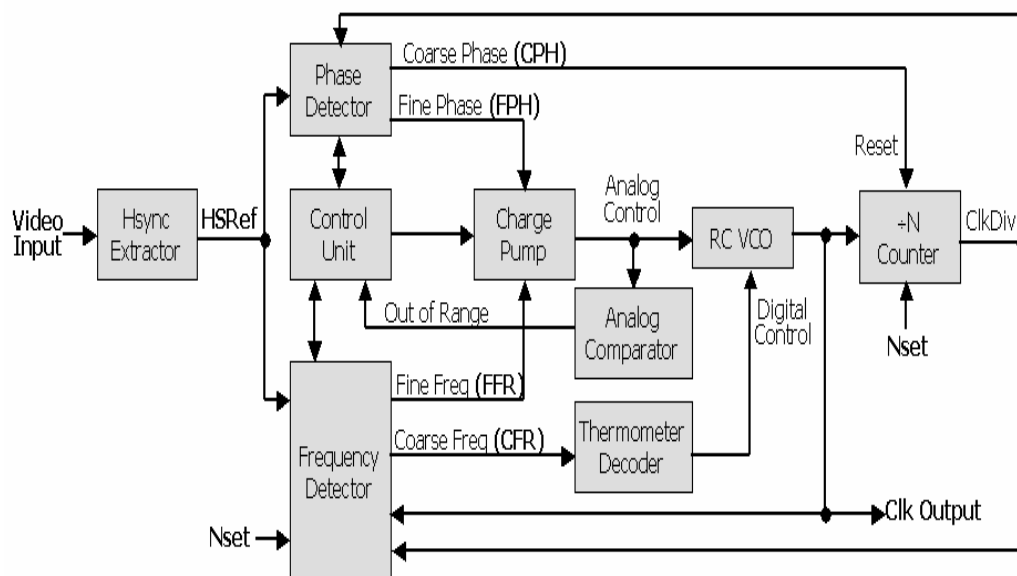 Coarse Phase (CPH)
Phase
Detector
Fine Phase (FPH)
Reset
Video
Input
Hsync
Extractor
HSRef
Control
Unit
Charge
Pump
Analog
Control
RC VCO
÷N
Counter
ClkDiv
Out of Range
Analog
Comparator
Digital
Control
Nset
Fine Freq (FFR)
Coarse Freq (CFR)
Thermometer
Decoder
Frequency
Detector
Nset
Clk Output